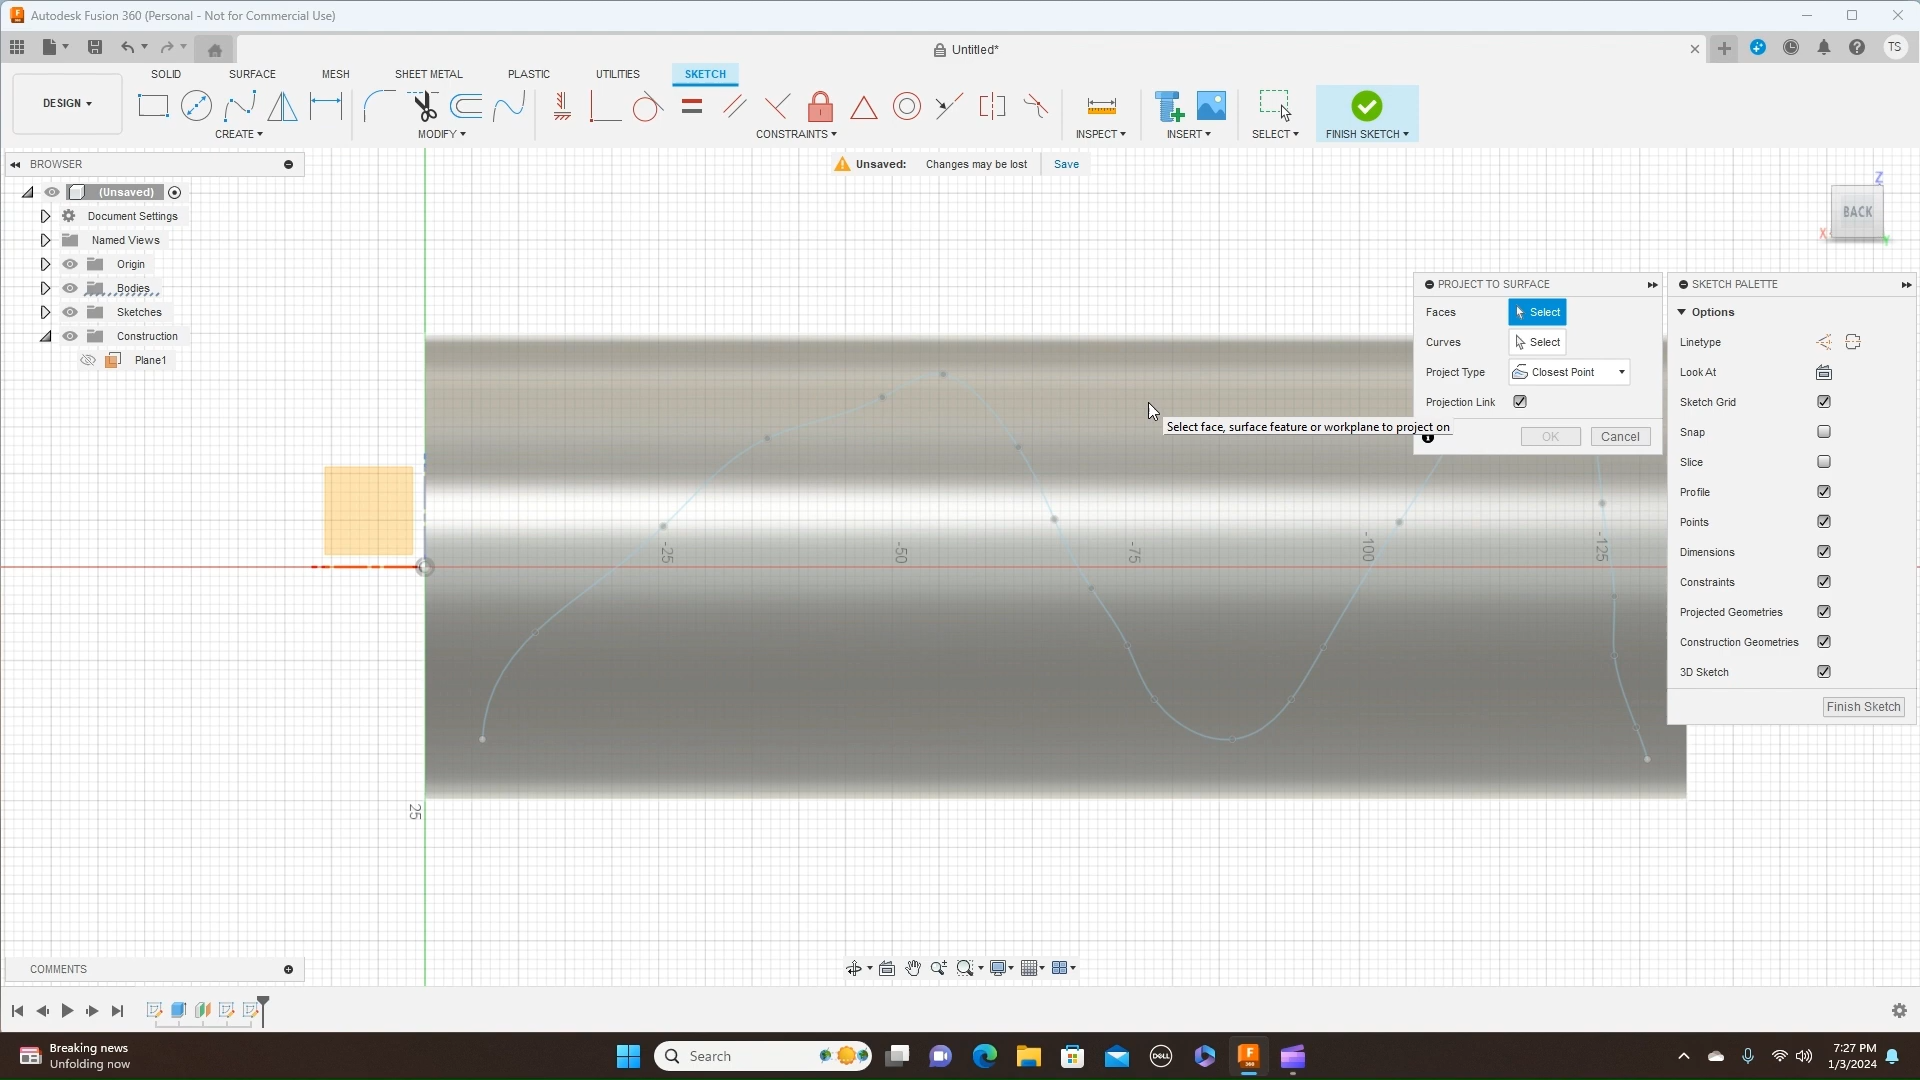 Autodesk Fusion 360 (Personal - Not for Commercial Use)
Untitled*
TS
DESIGN
SOLID
SURFACE
MESH
SHEET METAL
PLASTIC
UTILITIES
SKETCH
CREATE
MODIFY
CONSTRAINTS
INSPECT
INSERT
SELECT
FINISH SKETCH
BROWSER
Unsaved: Changes may be lost Save
(Unsaved)
Document Settings
Named Views
Origin
Bodies
Sketches
Construction
Plane1
Z
BACK
X
Y
PROJECT TO SURFACE
Faces Select
Curves Select
Project Type Closest Point
Projection Link
OK Cancel
Select face, surface feature or workplane to project on
SKETCH PALETTE
Options
Linetype
Look At
Sketch Grid
Snap
Slice
Profile
Points
Dimensions
Constraints
Projected Geometries
Construction Geometries
3D Sketch
Finish Sketch
-25
-50
-75
-100
-125
25
COMMENTS
Breaking news
Unfolding now
Search
DELL
F
360
7:27 PM
1/3/2024